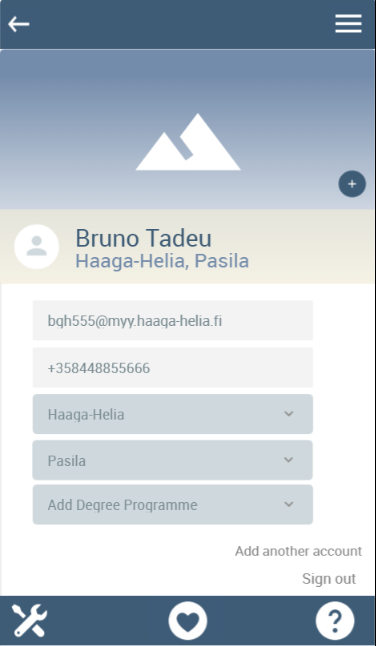 Bruno Tadeu
Haaga-Helia, Pasila
bgh555@myy.haaga-helia.fi
+358448855666
Haaga-Helia
Pasila
Add Degree Programme
Add another account
Sign out